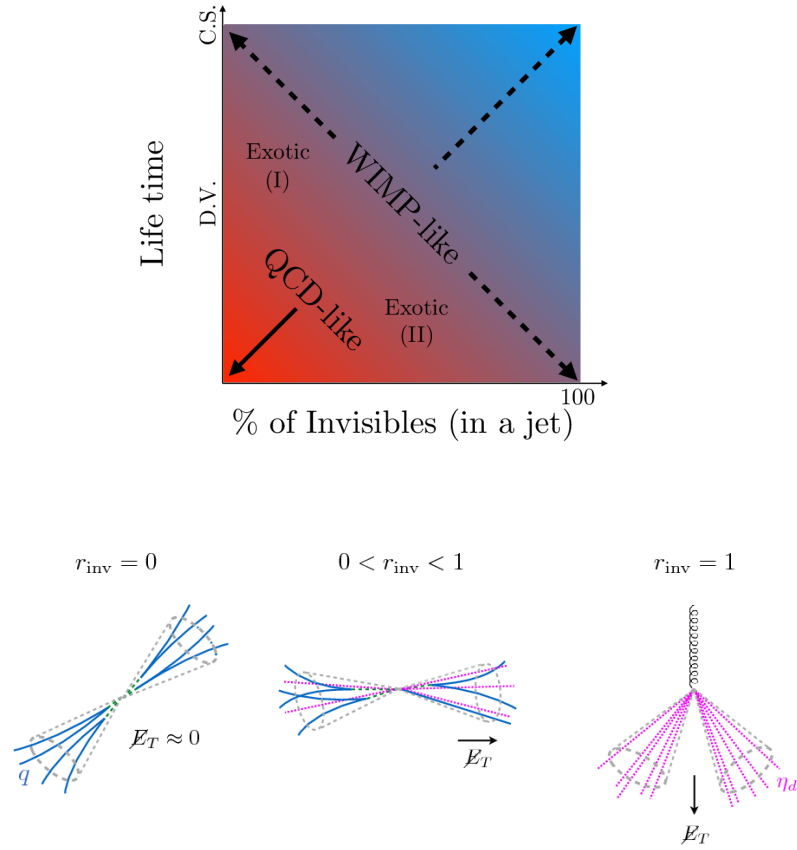 C.S.
Life time
D.V.
Exotic
(I)
WIMP-like
QCD-like
Exotic
(II)
100
% of Invisibles (in a jet)
r_inv = 0
0 < r_inv < 1
r_inv = 1
q
E̸_T ≈ 0
E̸_T
η_d
E̸_T